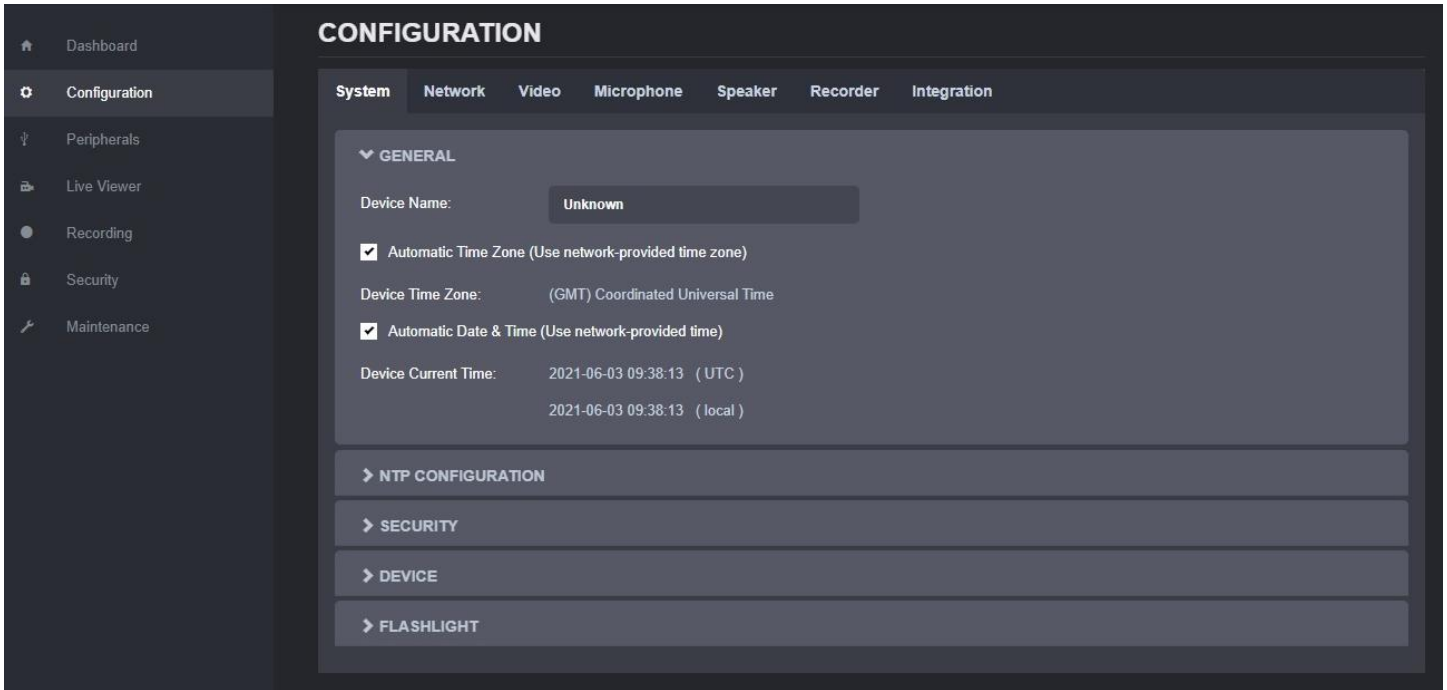 Dashboard
Configuration
Peripherals
Live Viewer
Recording
Security
Maintenance
CONFIGURATION
System Network Video Microphone Speaker Recorder Integration
GENERAL
Device Name: Unknown
Automatic Time Zone (Use network-provided time zone)
Device Time Zone: (GMT) Coordinated Universal Time
Automatic Date & Time (Use network-provided time)
Device Current Time: 2021-06-03 09:38:13 ( UTC )
2021-06-03 09:38:13 ( local )
NTP CONFIGURATION
SECURITY
DEVICE
FLASHLIGHT